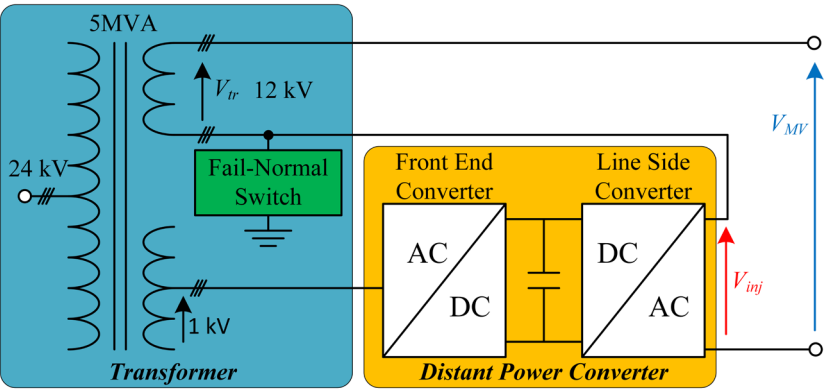 5MVA
V_tr 12 kV
V_MV
24 kV
Fail-Normal
Switch
Front End
Converter
Line Side
Converter
AC
DC
DC
AC
V_inj
1 kV
Transformer
Distant Power Converter